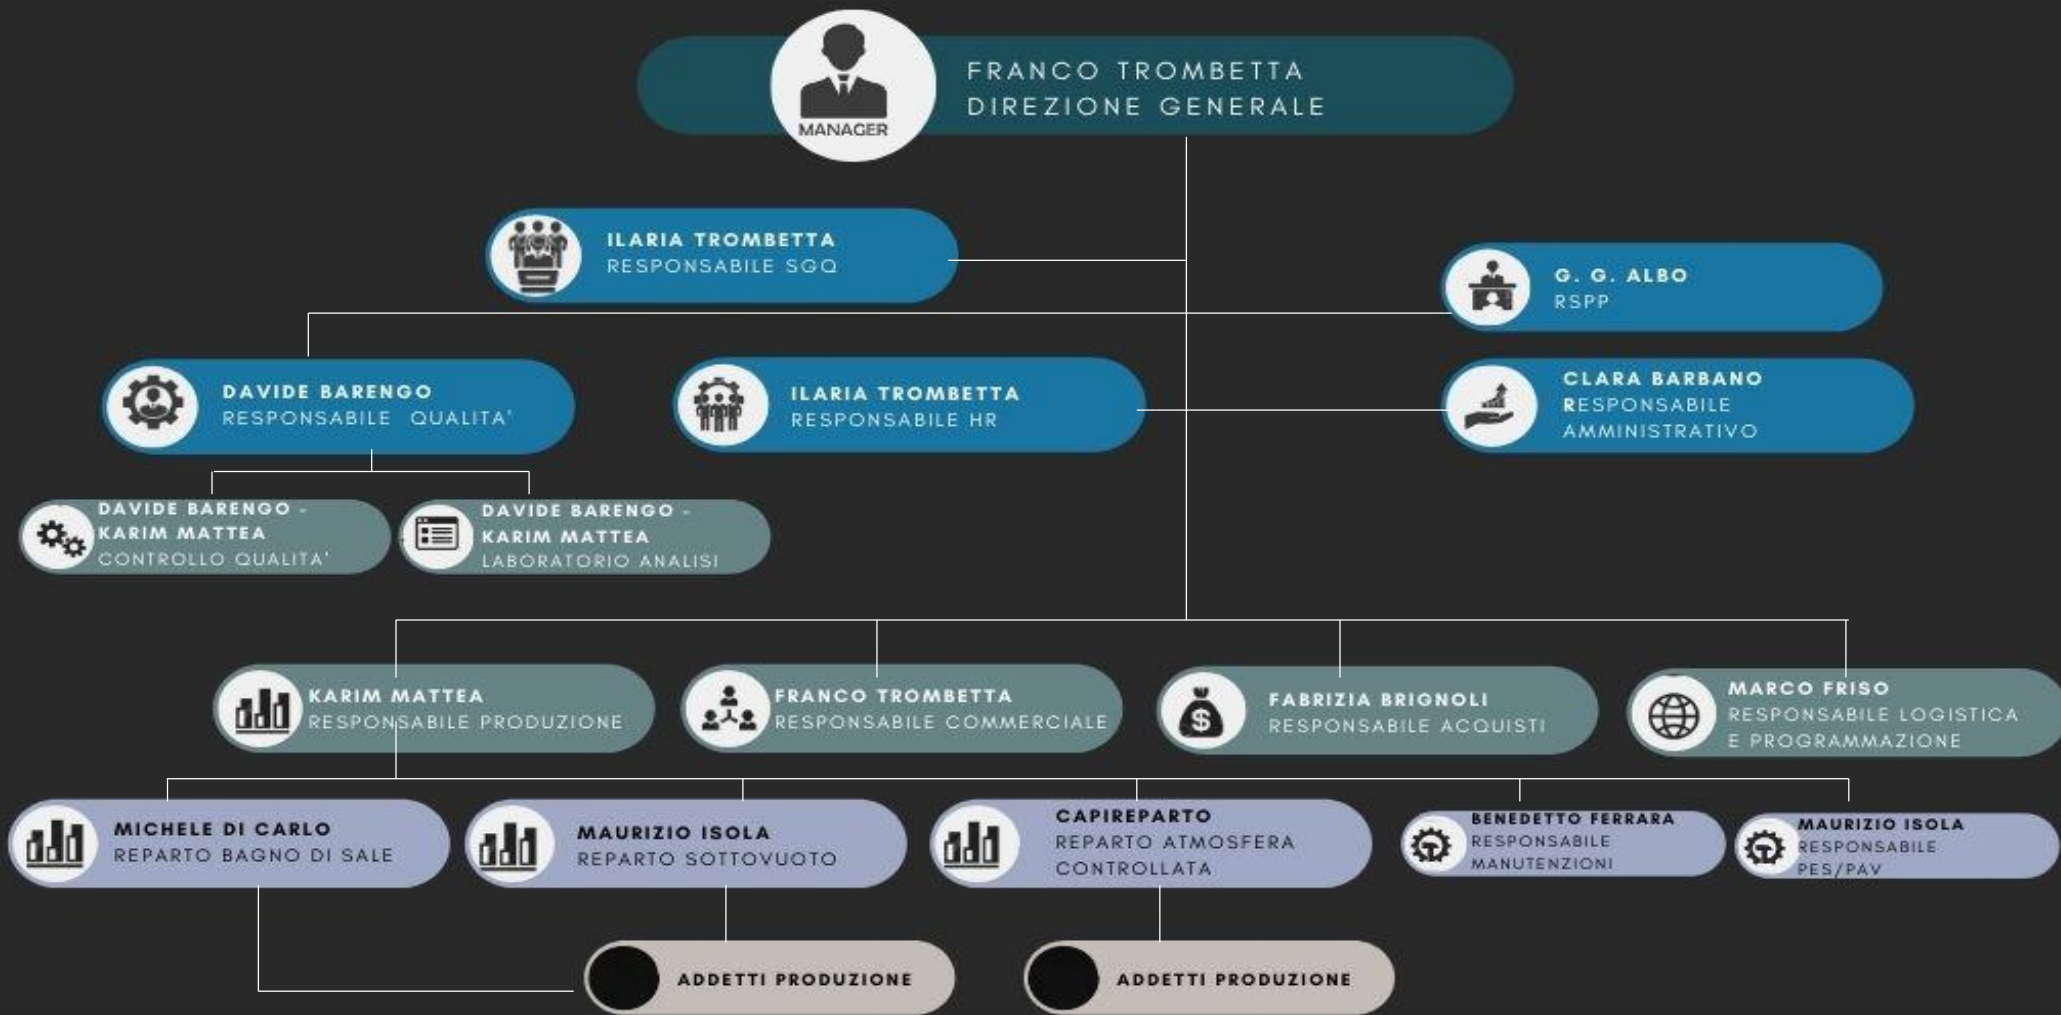 MANAGER
FRANCO TROMBETTA
DIREZIONE GENERALE
ILARIA TROMBETTA
RESPONSABILE SGQ
G. G. ALBO
RSPP
DAVIDE BARENGO
RESPONSABILE QUALITA'
ILARIA TROMBETTA
RESPONSABILE HR
CLARA BARBANO
RESPONSABILE
AMMINISTRATIVO
DAVIDE BARENGO -
KARIM MATTEA
CONTROLLO QUALITA'
DAVIDE BARENGO -
KARIM MATTEA
LABORATORIO ANALISI
KARIM MATTEA
RESPONSABILE PRODUZIONE
FRANCO TROMBETTA
RESPONSABILE COMMERCIALE
FABRIZIA BRIGNOLI
RESPONSABILE ACQUISTI
MARCO FRISO
RESPONSABILE LOGISTICA
E PROGRAMMAZIONE
MICHELE DI CARLO
REPARTO BAGNO DI SALE
MAURIZIO ISOLA
REPARTO SOTTOVUOTO
CAPIREPARTO
REPARTO ATMOSFERA
CONTROLLATA
BENEDETTO FERRARA
RESPONSABILE
MANUTENZIONI
MAURIZIO ISOLA
RESPONSABILE
PES/PAV
ADDETTI PRODUZIONE
ADDETTI PRODUZIONE